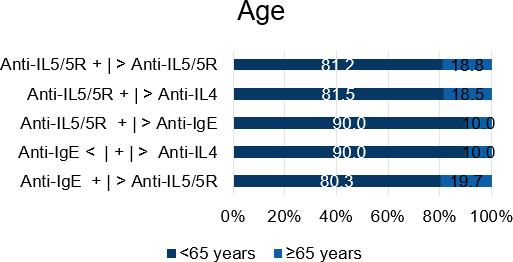 Age
Anti-IL5/5R + | > Anti-IL5/5R 81.2 18.8
Anti-IL5/5R + | > Anti-IL4 81.5 18.5
Anti-IL5/5R + | > Anti-IgE 90.0 10.0
Anti-IgE < | + | > Anti-IL4 90.0 10.0
Anti-IgE + | > Anti-IL5/5R 80.3 19.7
0% 20% 40% 60% 80% 100%
<65 years ≥65 years